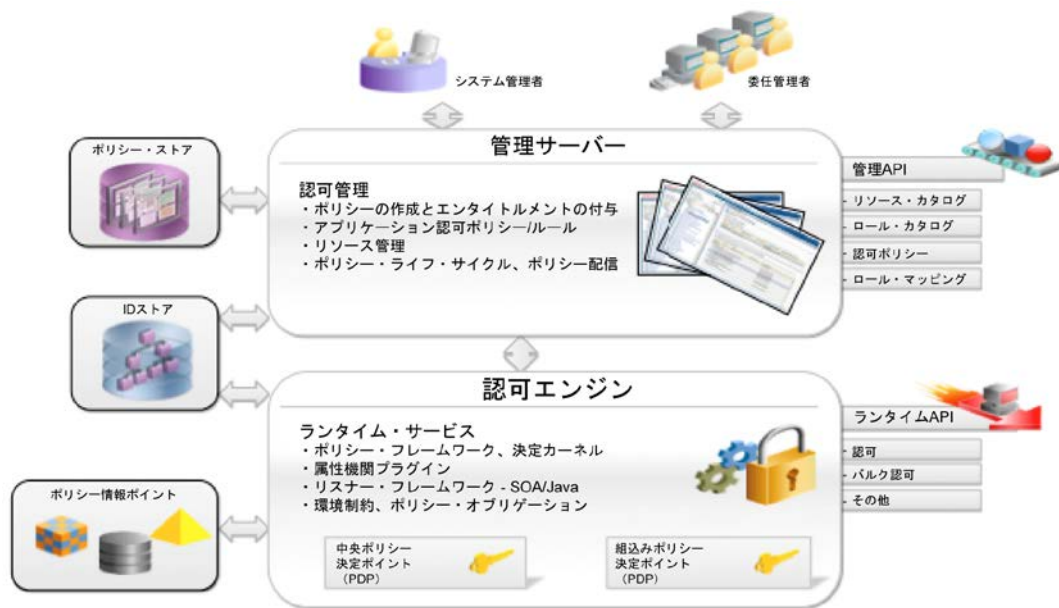 システム管理者
委任管理者
ポリシー・ストア
管理サーバー
認可管理
・ポリシーの作成とエンタイトルメントの付与
・アプリケーション認可ポリシー/ルール
・リソース管理
・ポリシー・ライフ・サイクル、ポリシー配信
管理API
- リソース・カタログ
- ロール・カタログ
- 認可ポリシー
- ロール・マッピング
IDストア
認可エンジン
ランタイム・サービス
・ポリシー・フレームワーク、決定カーネル
・属性機関プラグイン
・リスナー・フレームワーク - SOA/Java
・環境制約、ポリシー・オブリゲーション
ランタイムAPI
- 認可
- バルク認可
- その他
ポリシー情報ポイント
中央ポリシー
決定ポイント
(PDP)
組込みポリシー
決定ポイント
(PDP)